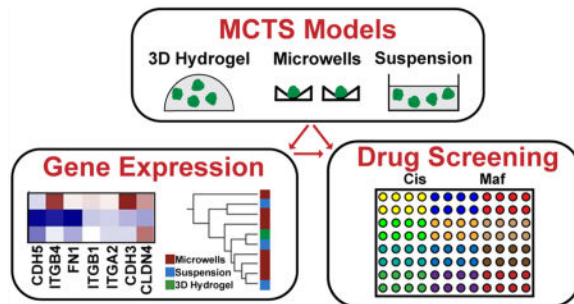 MCTS Models
3D Hydrogel Microwells Suspension
Gene Expression
CDH5
ITGB4
FN1
ITGB1
ITGA2
CDH3
CLDN4
Microwells
Suspension
3D Hydrogel
Drug Screening
Cis Maf